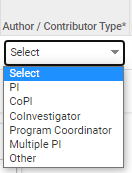 Author / Contributor Type*
Select
Select
PI
CoPI
CoInvestigator
Program Coordinator
Multiple PI
Other